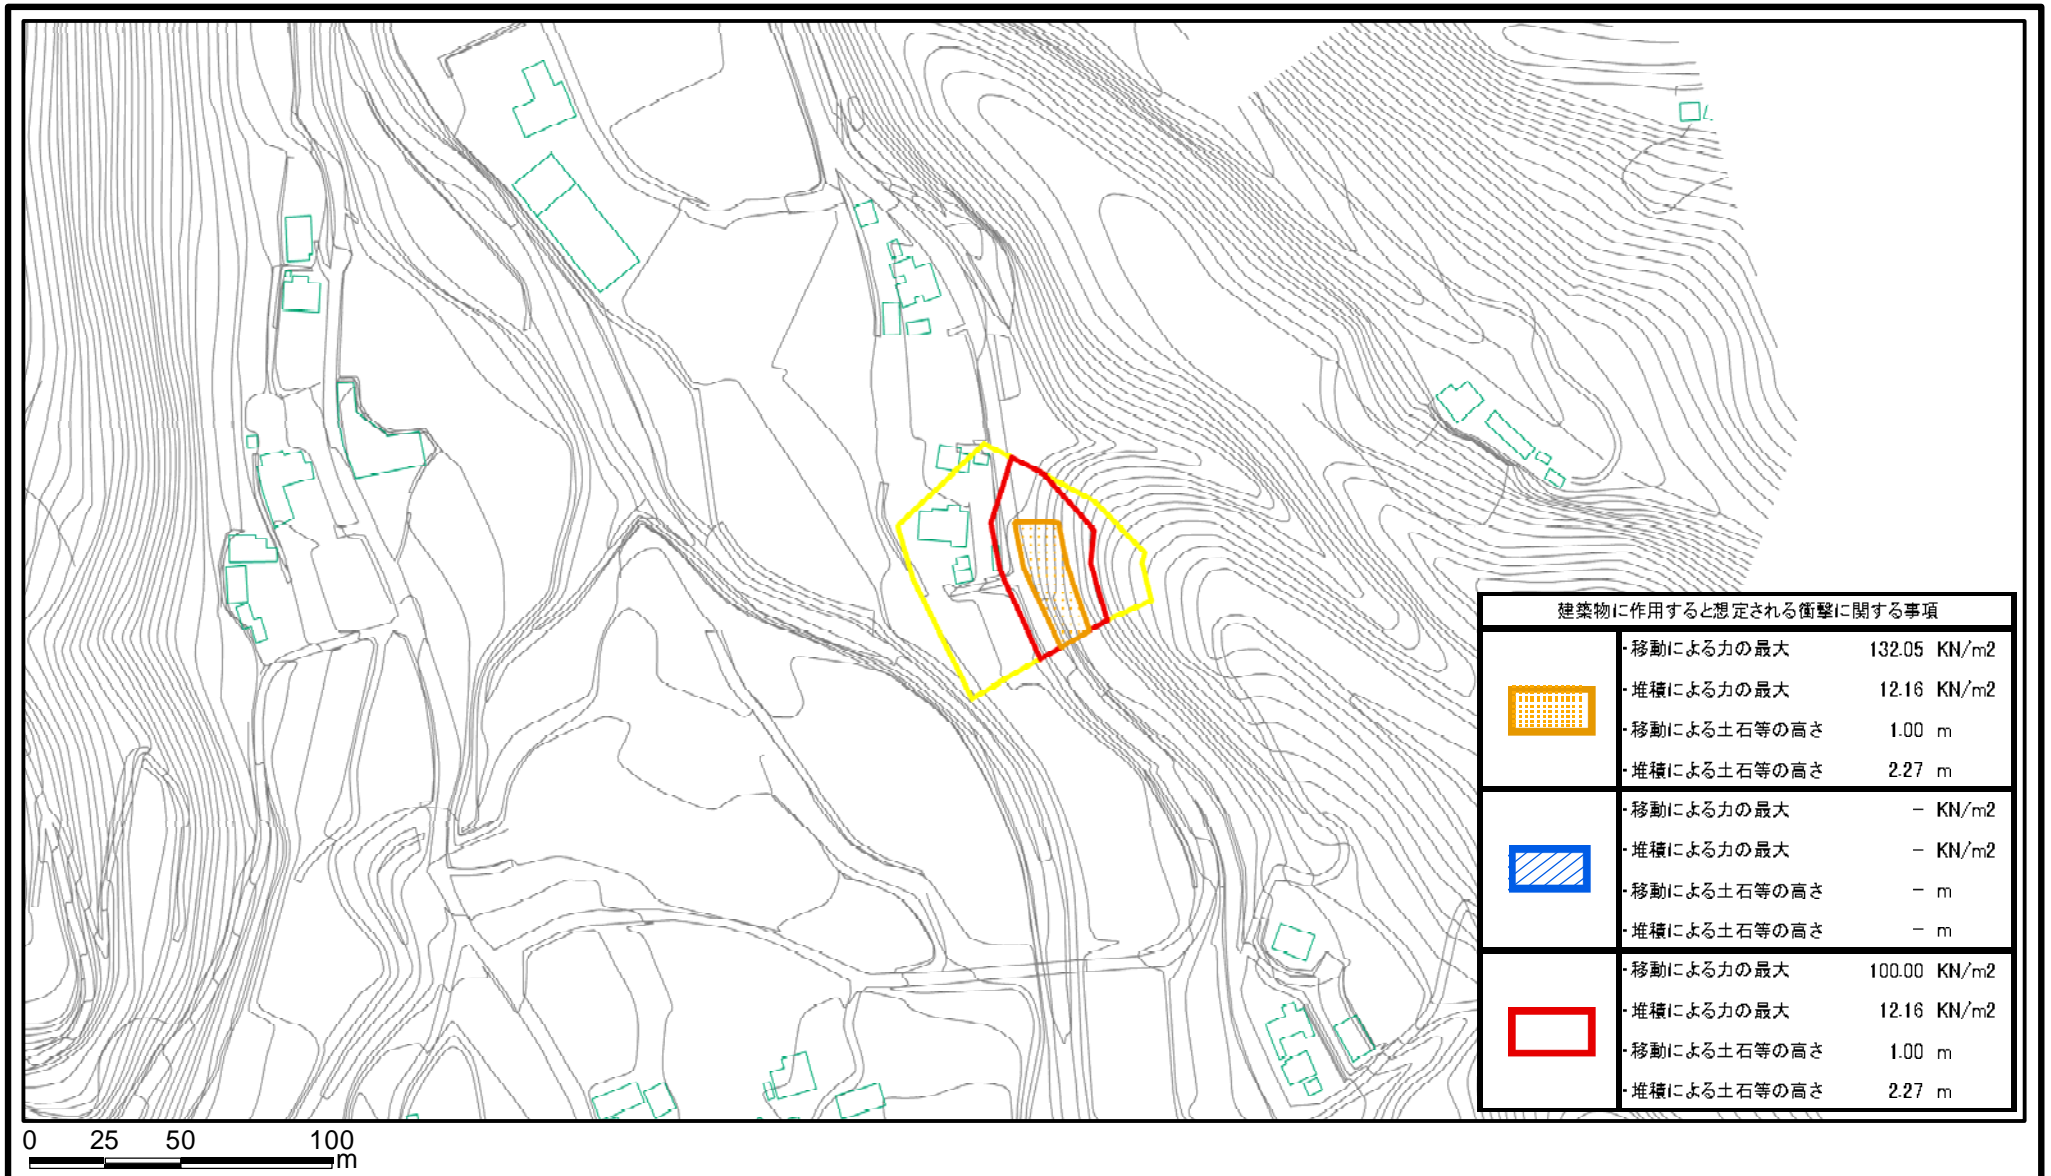 建築物に作用すると想定される衝撃に関する事項
・移動による力の最大 132.05 KN/m2
・堆積による力の最大 12.16 KN/m2
・移動による土石等の高さ 1.00 m
・堆積による土石等の高さ 2.27 m
・移動による力の最大 － KN/m2
・堆積による力の最大 － KN/m2
・移動による土石等の高さ － m
・堆積による土石等の高さ － m
・移動による力の最大 100.00 KN/m2
・堆積による力の最大 12.16 KN/m2
・移動による土石等の高さ 1.00 m
・堆積による土石等の高さ 2.27 m
0 25 50 100
m